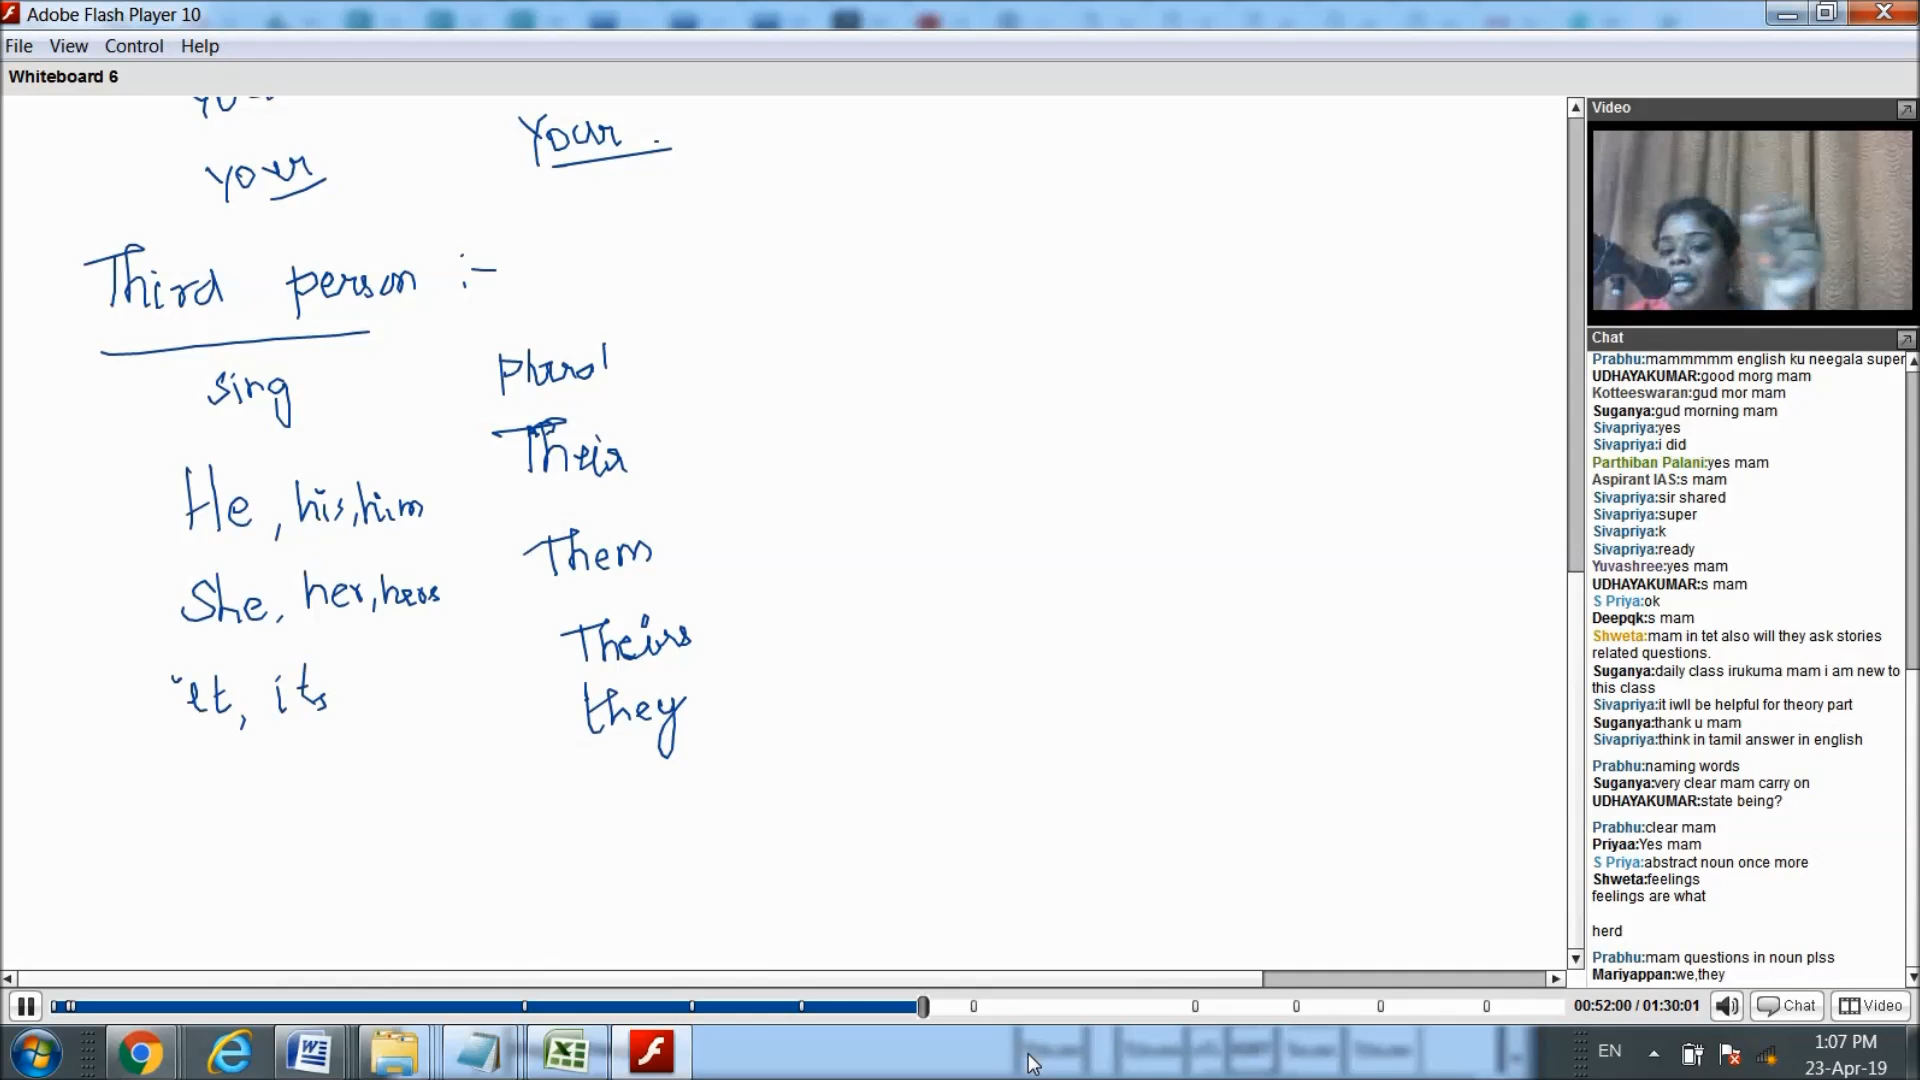 Adobe Flash Player 10
File View Control Help
Whiteboard 6
your
Your .
Third person :-
sing
Plural
Their
He, his, him
Them
She, her, hers
Theirs
it, its
they
Video
Chat
Prabhu:mammmmm english ku neegala super
UDHAYAKUMAR:good morg mam
Kotteeswaran:gud mor mam
Suganya:gud morning mam
Sivapriya:yes
Sivapriya:i did
Parthiban Palani:yes mam
Aspirant IAS:s mam
Sivapriya:sir shared
Sivapriya:super
Sivapriya:k
Sivapriya:ready
Yuvashree:yes mam
UDHAYAKUMAR:s mam
S Priya:ok
Deepqk:s mam
Shweta:mam in tet also will they ask stories
related questions.
Suganya:daily class irukuma mam i am new to
this class
Sivapriya:it iwll be helpful for theory part
Suganya:thank u mam
Sivapriya:think in tamil answer in english
Prabhu:naming words
Suganya:very clear mam carry on
UDHAYAKUMAR:state being?
Prabhu:clear mam
Priyaa:Yes mam
S Priya:abstract noun once more
Shweta:feelings
feelings are what
herd
Prabhu:mam questions in noun plss
Mariyappan:we,they
00:52:00 / 01:30:01 Chat Video
EN
1:07 PM
23-Apr-19